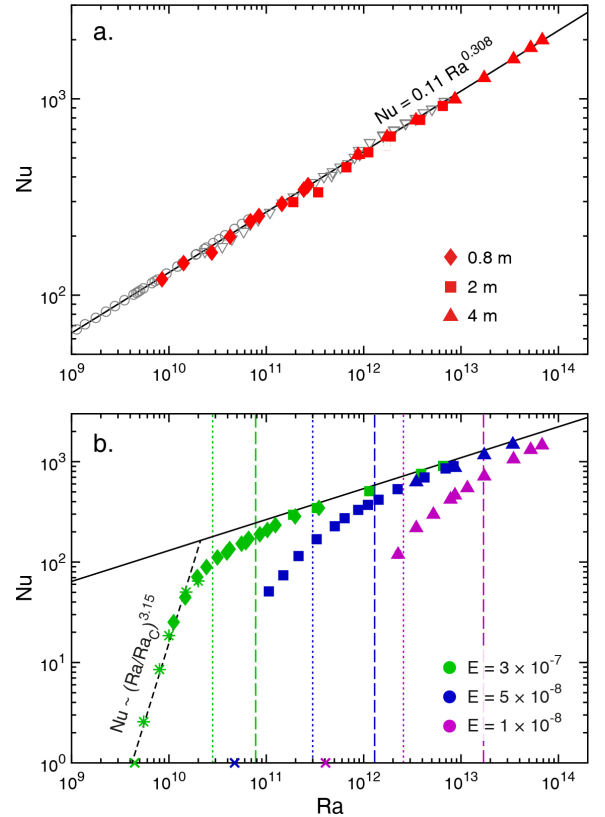 a.
Nu = 0.11 Ra^0.308
Nu
10^3
10^2
0.8 m
2 m
4 m
10^9 10^10 10^11 10^12 10^13 10^14
b.
Nu
10^3
10^2
10^1
10^0
Nu ~ (Ra/Ra_C)^3.15
E = 3 × 10^-7
E = 5 × 10^-8
E = 1 × 10^-8
10^9 10^10 10^11 10^12 10^13 10^14
Ra